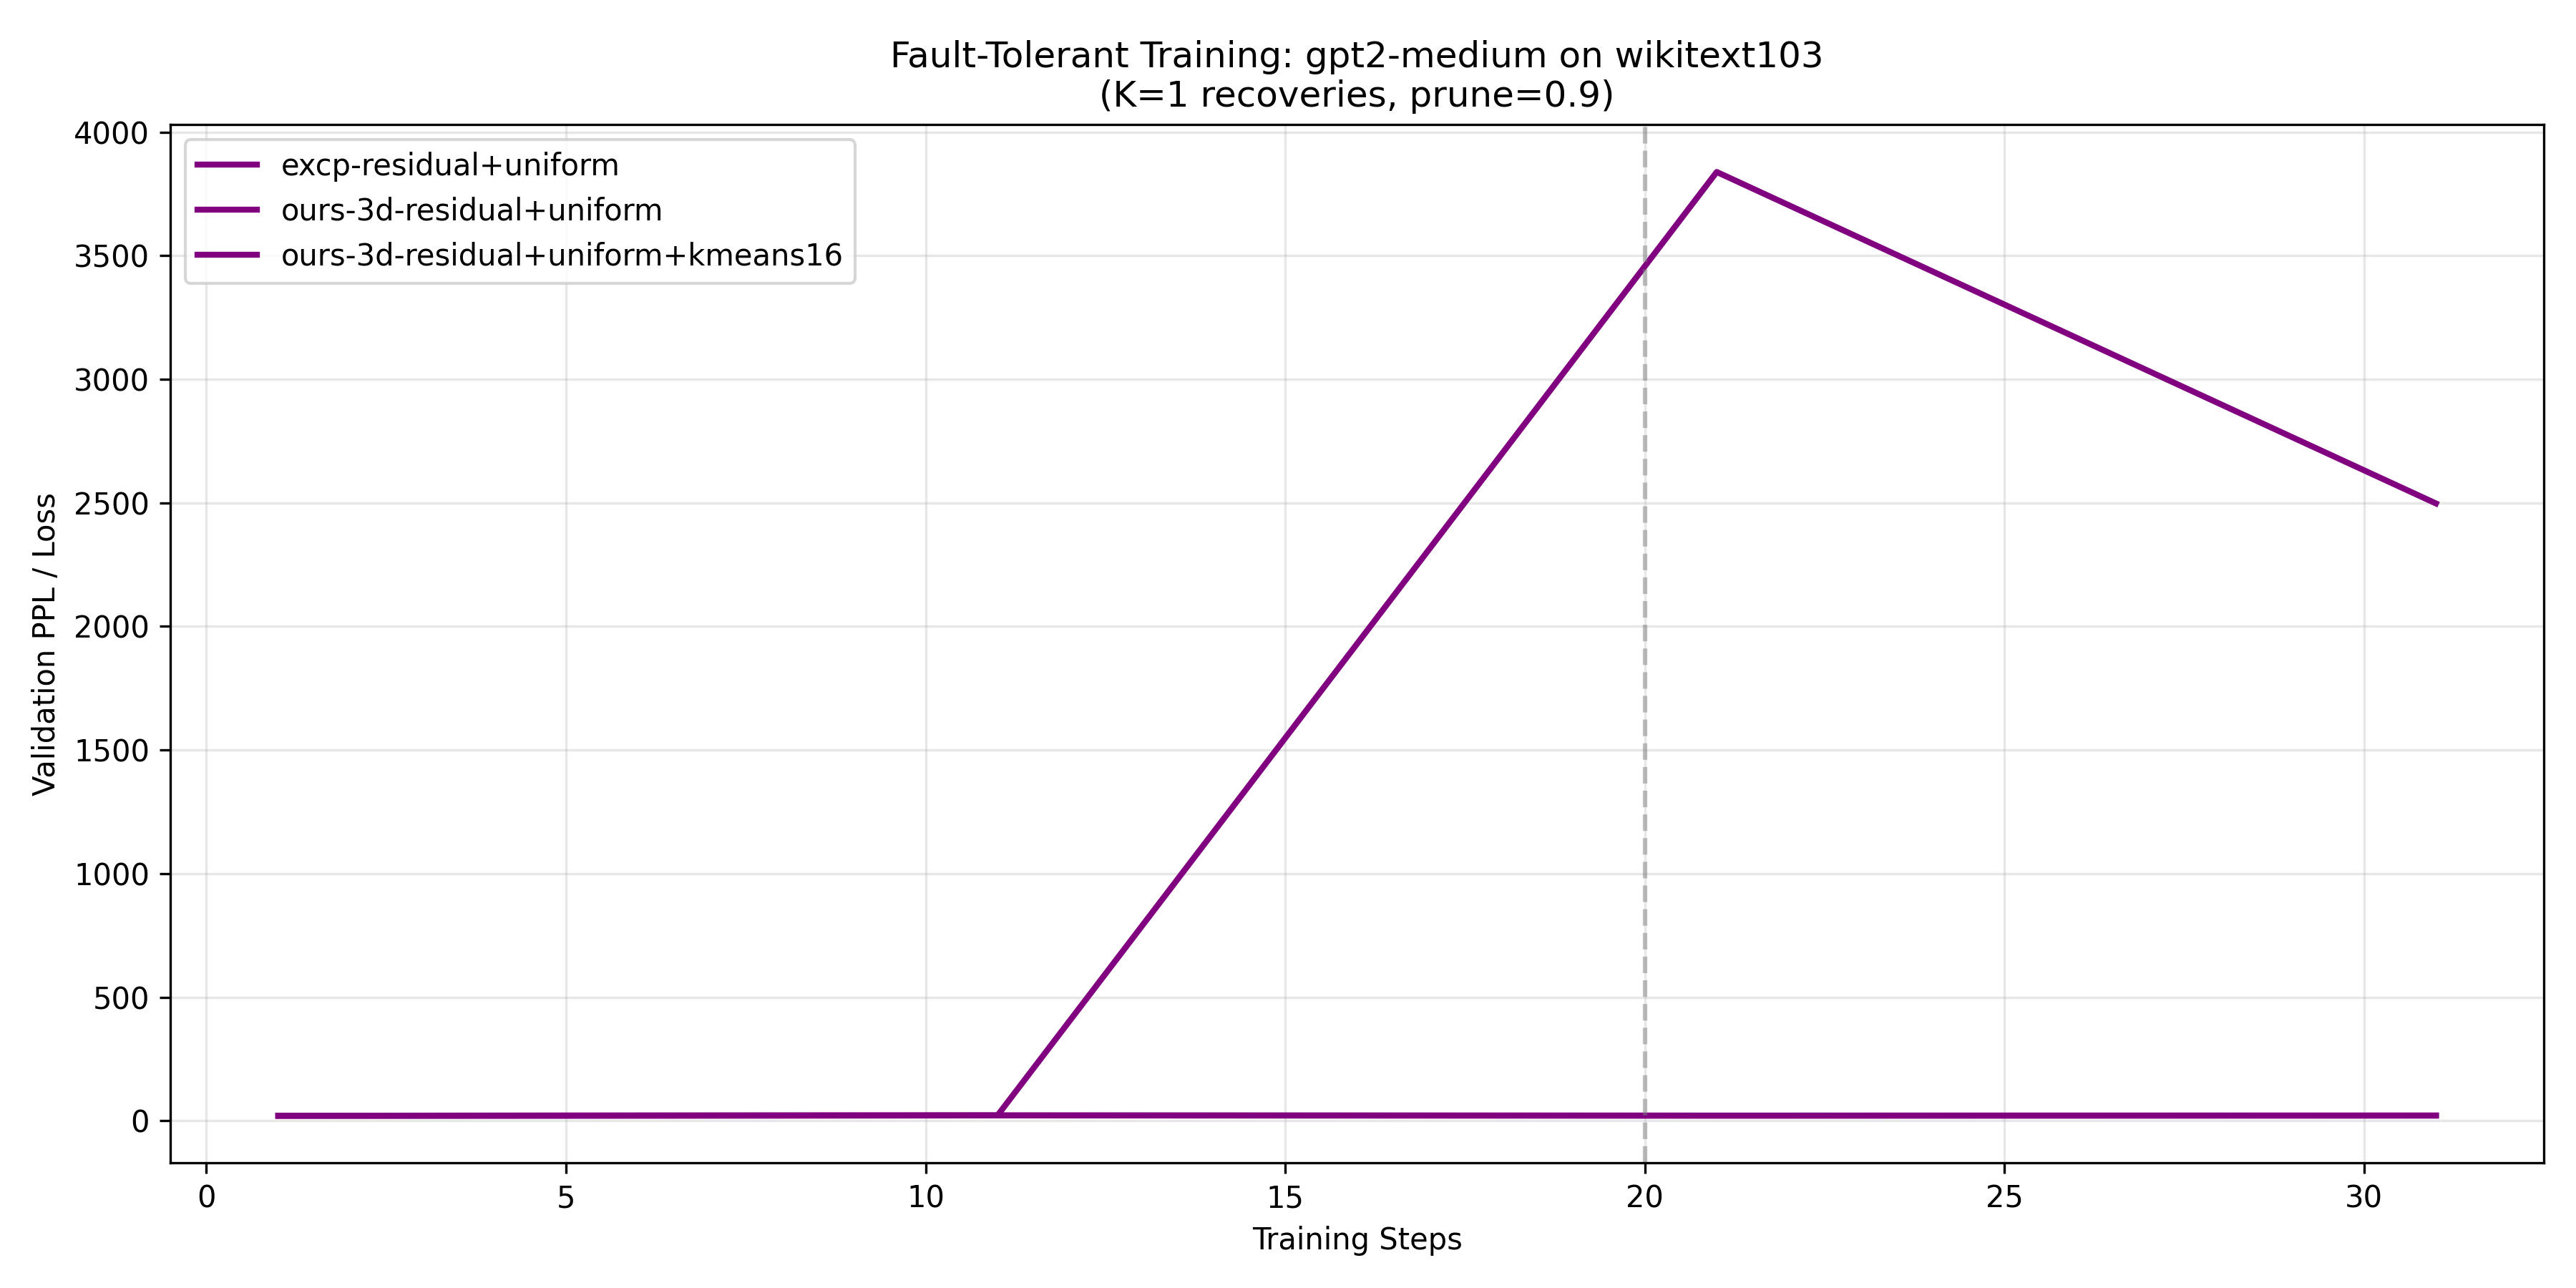 Fault-Tolerant Training: gpt2-medium on wikitext103
(K=1 recoveries, prune=0.9)
excp-residual+uniform
ours-3d-residual+uniform
ours-3d-residual+uniform+kmeans16
Validation PPL / Loss
4000
3500
3000
2500
2000
1500
1000
500
0
0 5 10 15 20 25 30
Training Steps